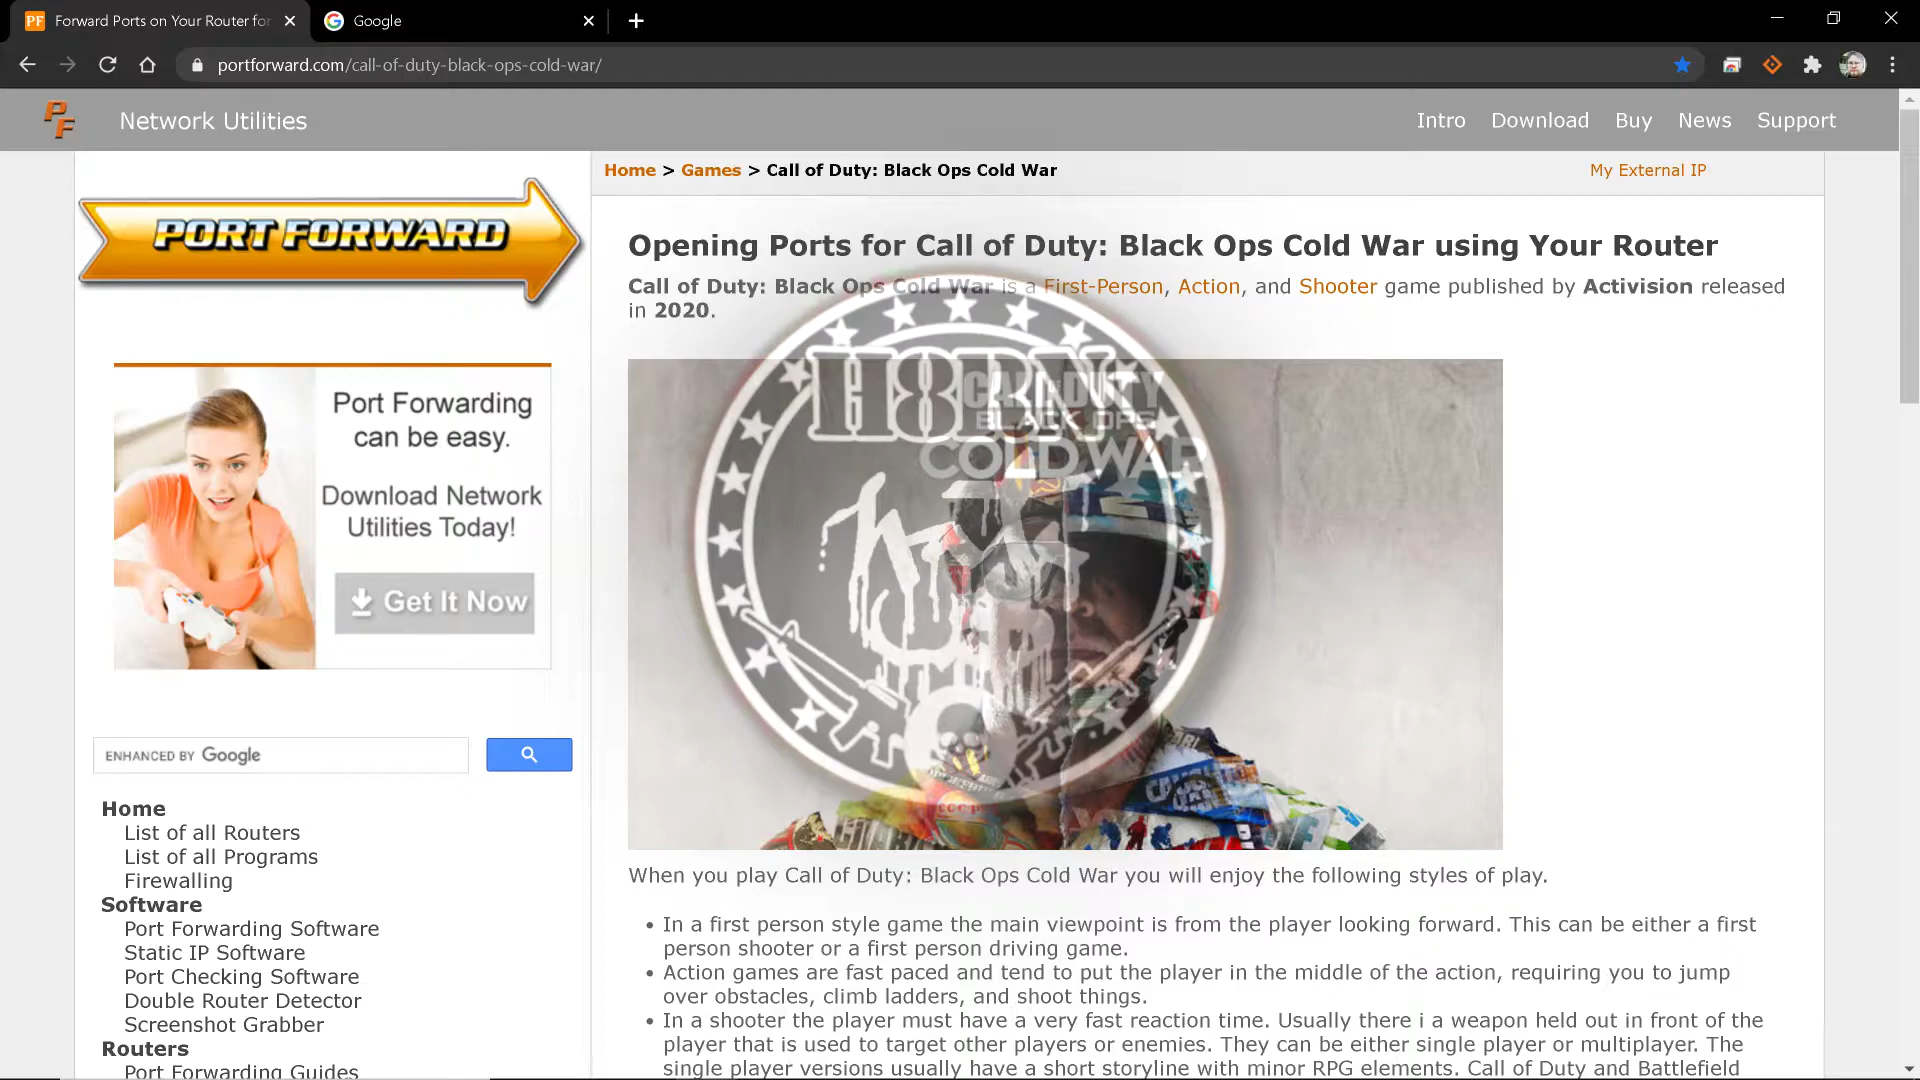 PF Forward Ports on Your Router for
Google
portforward.com/call-of-duty-black-ops-cold-war/
PF
Network Utilities
Intro Download Buy News Support
PORT FORWARD
Home > Games > Call of Duty: Black Ops Cold War
My External IP
Opening Ports for Call of Duty: Black Ops Cold War using Your Router
Call of Duty: Black Ops Cold War is a First-Person, Action, and Shooter game published by Activision released
in 2020.
Port Forwarding
can be easy.
Download Network
Utilities Today!
Get It Now
H8RN
CALL OF DUTY
BLACK OPS
COLD WAR
When you play Call of Duty: Black Ops Cold War you will enjoy the following styles of play.
• In a first person style game the main viewpoint is from the player looking forward. This can be either a first
person shooter or a first person driving game.
• Action games are fast paced and tend to put the player in the middle of the action, requiring you to jump
over obstacles, climb ladders, and shoot things.
• In a shooter the player must have a very fast reaction time. Usually there i a weapon held out in front of the
player that is used to target other players or enemies. They can be either single player or multiplayer. The
single player versions usually have a short storyline with minor RPG elements. Call of Duty and Battlefield
ENHANCED BY Google
Home
List of all Routers
List of all Programs
Firewalling
Software
Port Forwarding Software
Static IP Software
Port Checking Software
Double Router Detector
Screenshot Grabber
Routers
Port Forwarding Guides